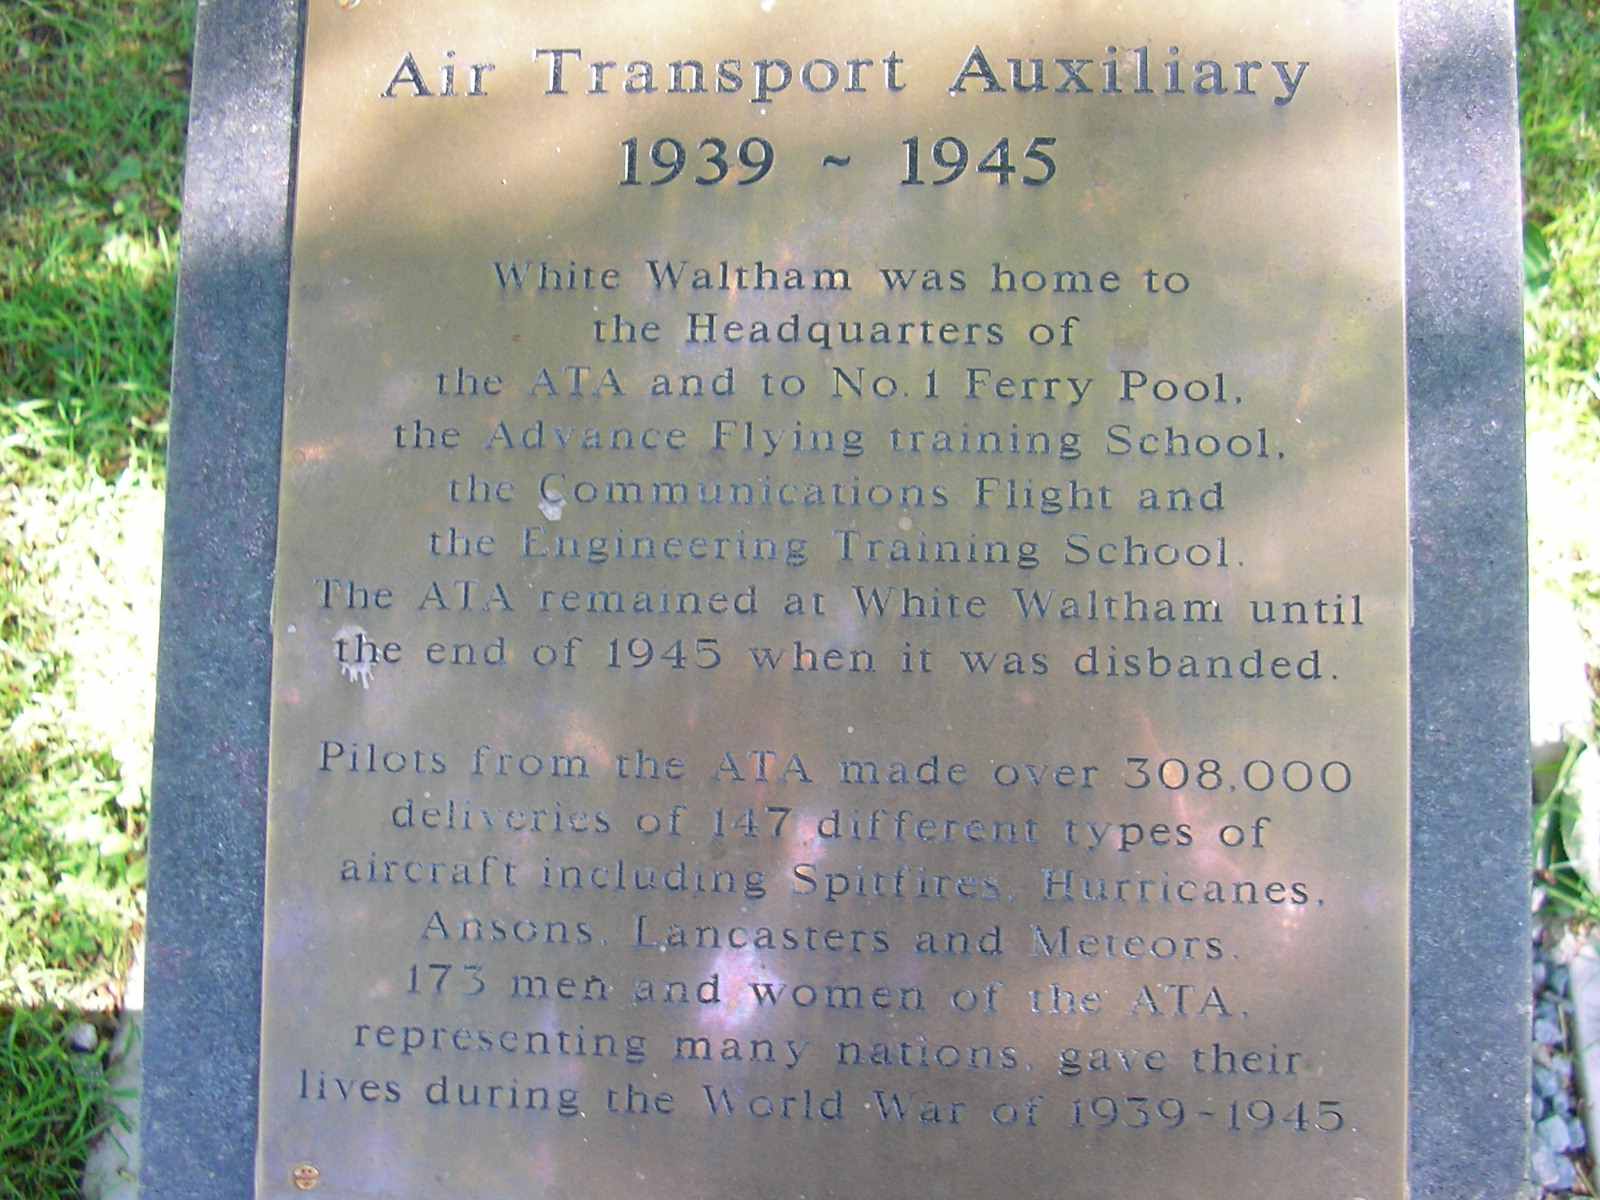 Air Transport Auxiliary
1939 ~ 1945
White Waltham was home to
the Headquarters of
the ATA and to No.1 Ferry Pool,
the Advance Flying training School,
the Communications Flight and
the Engineering Training School.
The ATA remained at White Waltham until
the end of 1945 when it was disbanded.
Pilots from the ATA made over 308,000
deliveries of 147 different types of
aircraft including Spitfires, Hurricanes,
Ansons, Lancasters and Meteors.
173 men and women of the ATA,
representing many nations, gave their
lives during the World War of 1939-1945.